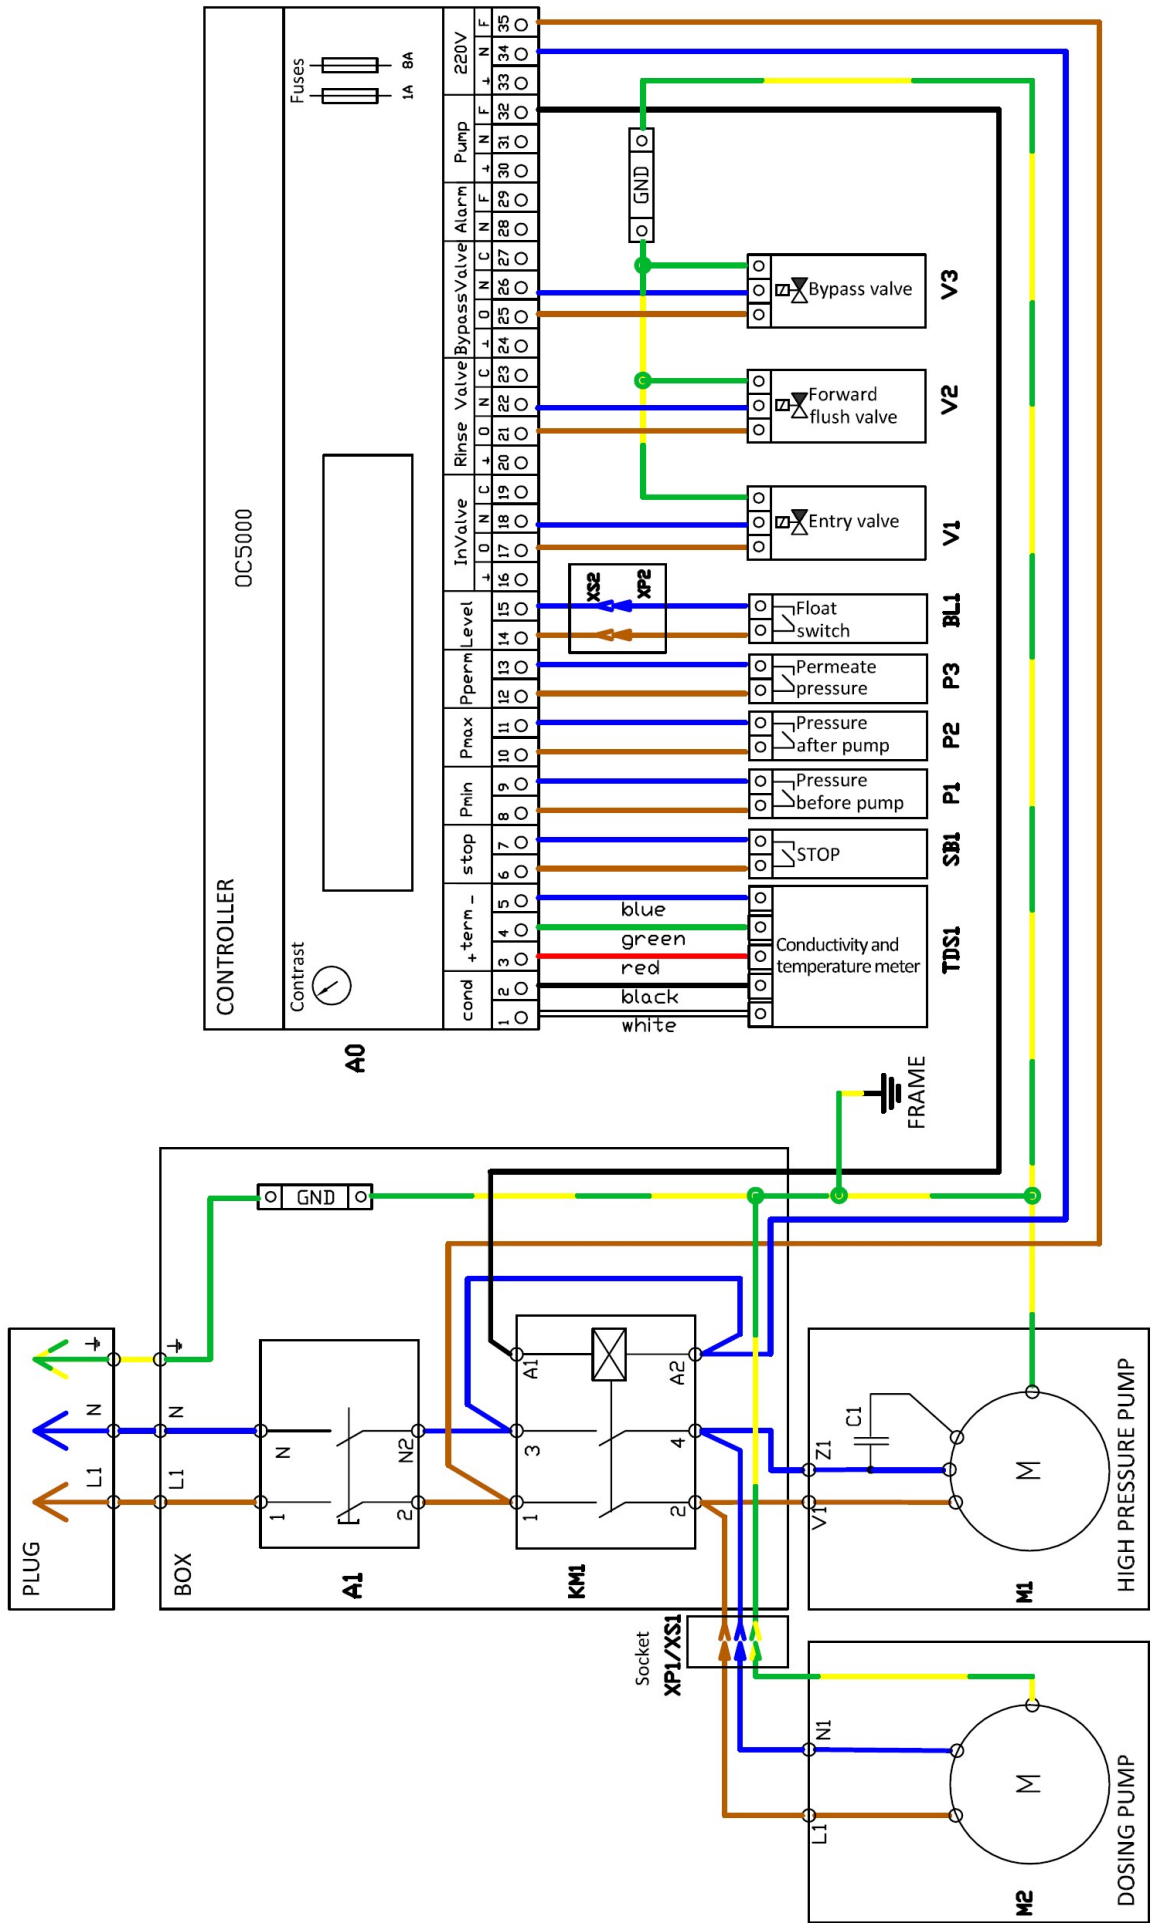 CONTROLLER
OC5000
Contrast
Fuses
1A
8A
A0
cond
+ term -
stop
Pmin
Pmax
Pperm
Level
InValve
Rinse Valve
BypassValve
Alarm
Pump
220V
⏚ O N C
⏚ O N C
⏚ O N C
N F
⏚ N F
⏚ N F
1 2 3 4 5 6 7 8 9 10 11 12 13 14 15 16 17 18 19 20 21 22 23 24 25 26 27 28 29 30 31 32 33 34 35
white
black
red
green
blue
XS2
XP2
GND
Conductivity and
temperature meter
TDS1
STOP
SB1
Pressure
before pump
P1
Pressure
after pump
P2
Permeate
pressure
P3
Float
switch
BL1
Entry valve
V1
Forward
flush valve
V2
Bypass valve
V3
FRAME
PLUG
L1
N
⏚
BOX
L1
N
⏚
GND
1
N
2
N2
A1
1
3
A1
2
4
A2
KM1
Socket
XP1/XS1
V1
Z1
C1
M
M1
HIGH PRESSURE PUMP
L1
N1
M
M2
DOSING PUMP